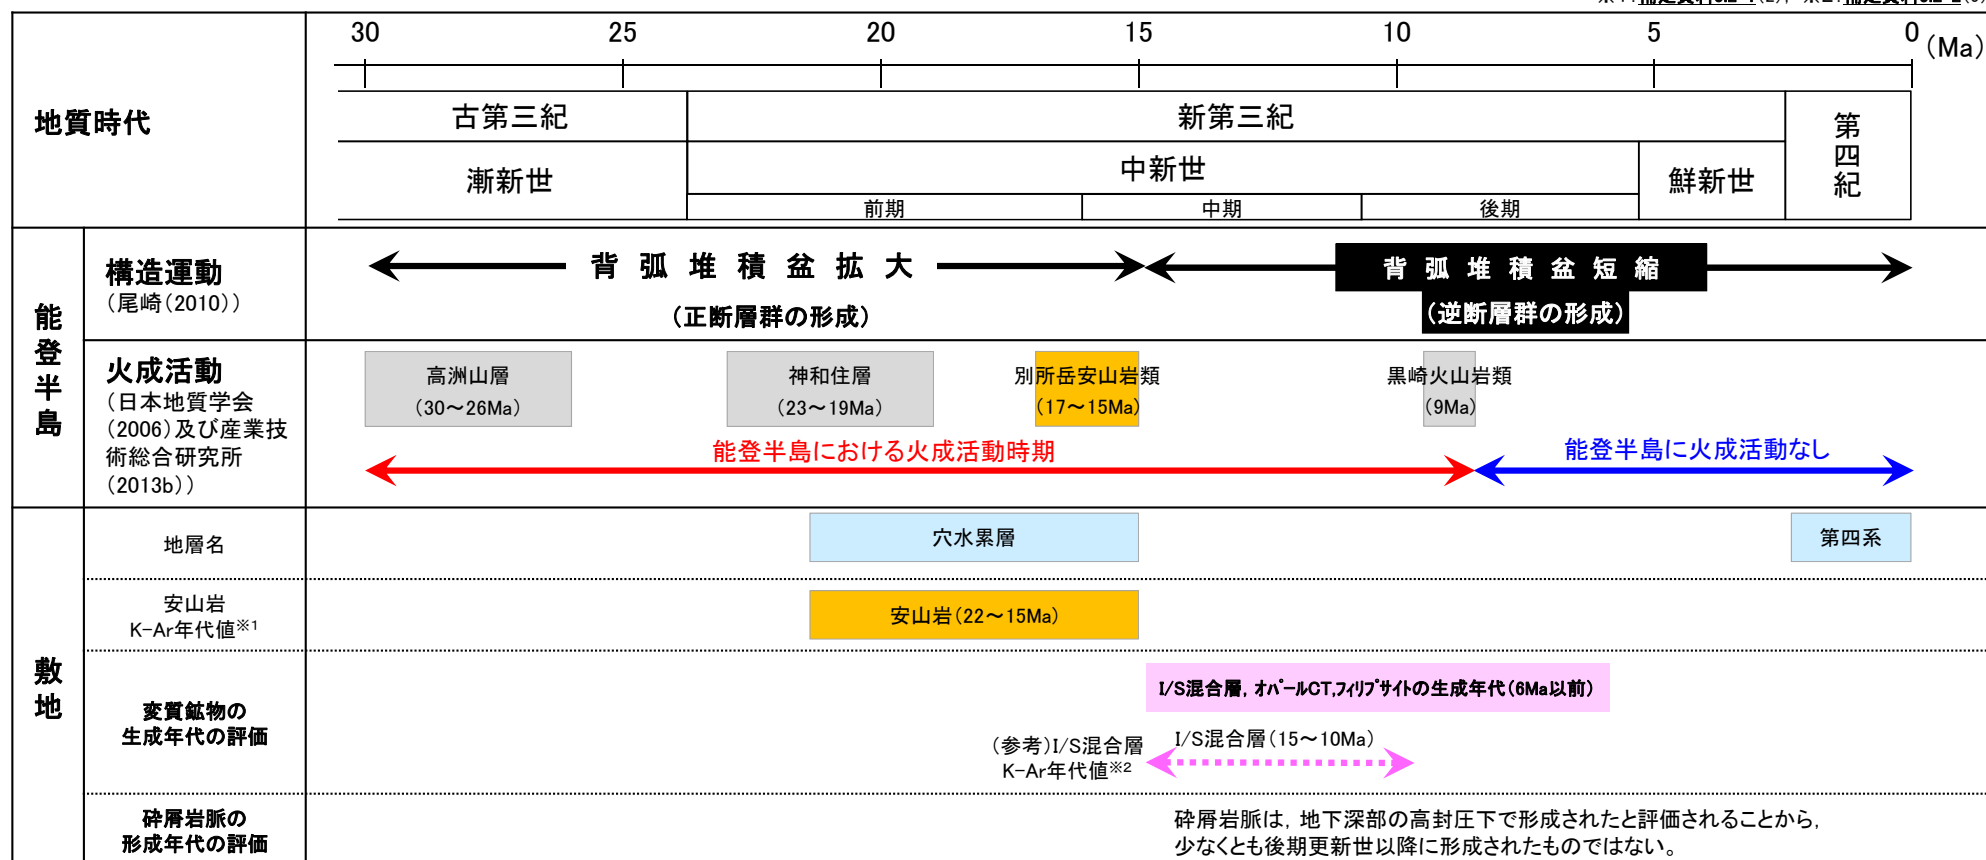 30 25 20 15 10 5 0 (Ma)
地質時代
古第三紀 新第三紀 第四紀
漸新世 中新世 鮮新世
前期 中期 後期
能登半島
構造運動
(尾崎(2010))
背弧堆積盆拡大
(正断層群の形成)
背弧堆積盆短縮
(逆断層群の形成)
火成活動
(日本地質学会
(2006)及び産業技
術総合研究所
(2013b))
高洲山層
(30～26Ma)
神和住層
(23～19Ma)
別所岳安山岩類
(17～15Ma)
黒崎火山岩類
(9Ma)
能登半島における火成活動時期
能登半島に火成活動なし
敷地
地層名
穴水累層
第四系
安山岩
K-Ar年代値※1
安山岩(22～15Ma)
変質鉱物の
生成年代の評価
I/S混合層, オパールCT,フィリプサイトの生成年代(6Ma以前)
(参考)I/S混合層
K-Ar年代値※2
I/S混合層(15～10Ma)
砕屑岩脈の
形成年代の評価
砕屑岩脈は, 地下深部の高封圧下で形成されたと評価されることから,
少なくとも後期更新世以降に形成されたものではない。